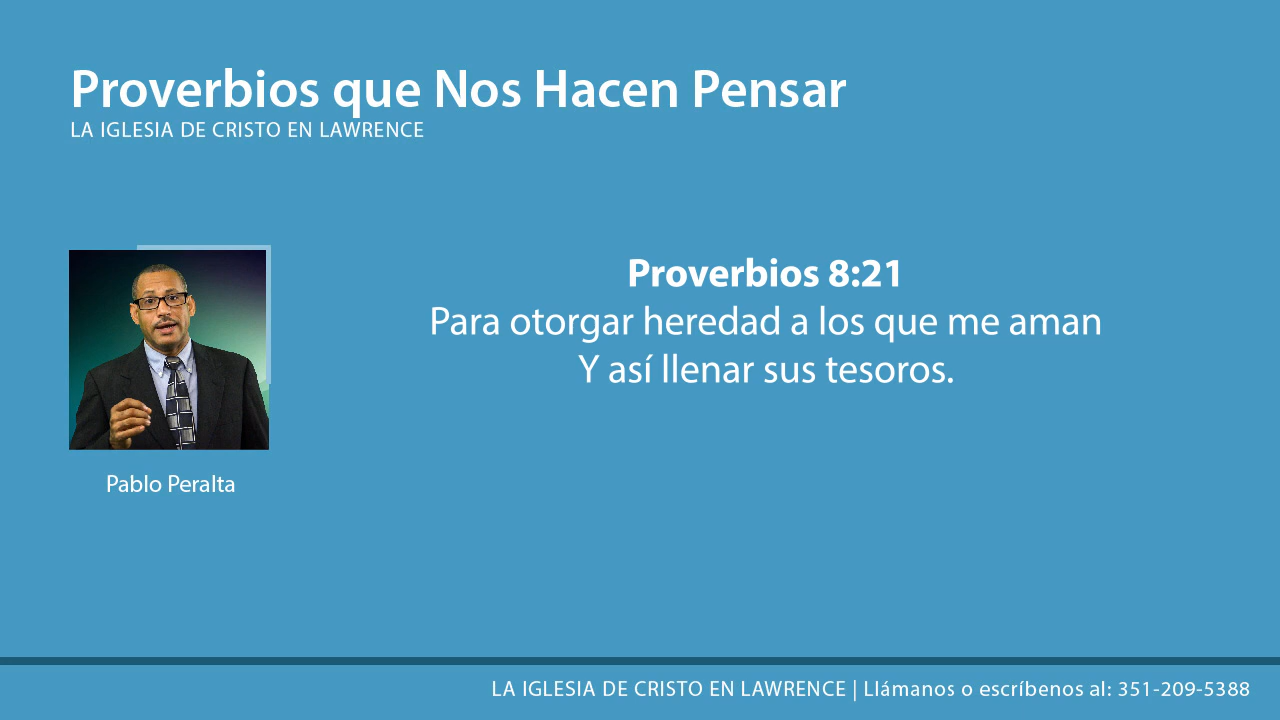 Proverbios que Nos Hacen Pensar
LA IGLESIA DE CRISTO EN LAWRENCE
Proverbios 8:21
Para otorgar heredad a los que me aman
Y así llenar sus tesoros.
Pablo Peralta
LA IGLESIA DE CRISTO EN LAWRENCE | Llámanos o escríbenos al: 351-209-5388